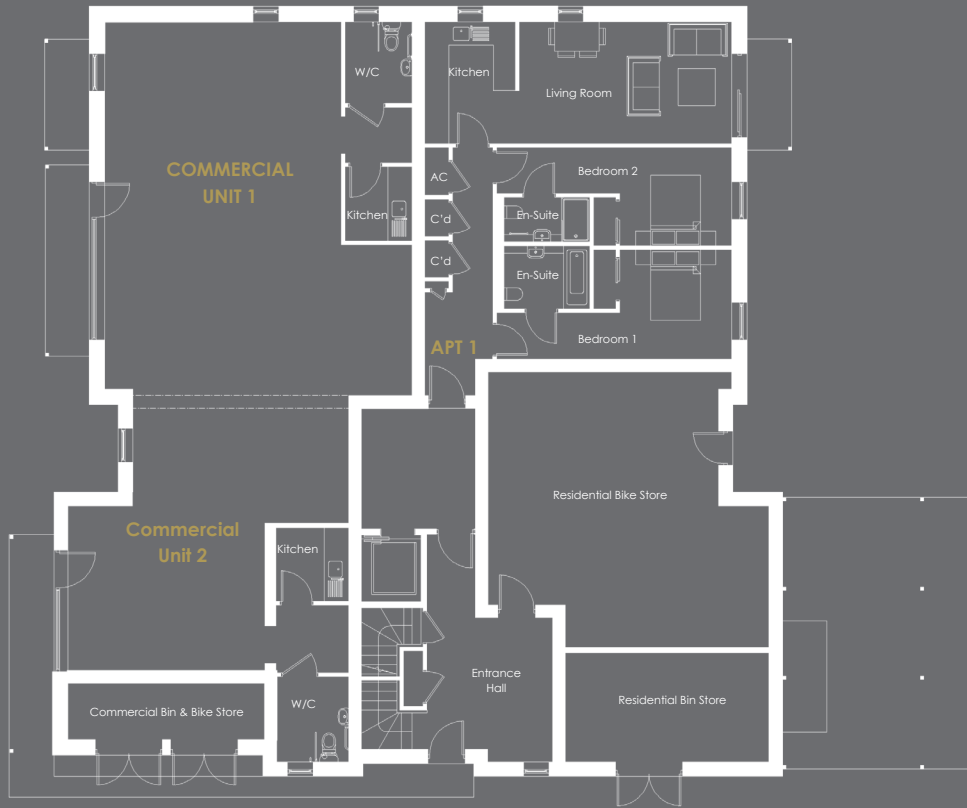 W/C
Kitchen
Living Room
COMMERCIAL
UNIT 1
Kitchen
AC
C'd
C'd
Bedroom 2
En-Suite
En-Suite
Bedroom 1
APT 1
Residential Bike Store
Commercial
Unit 2
Kitchen
Entrance
Hall
W/C
Commercial Bin & Bike Store
Residential Bin Store